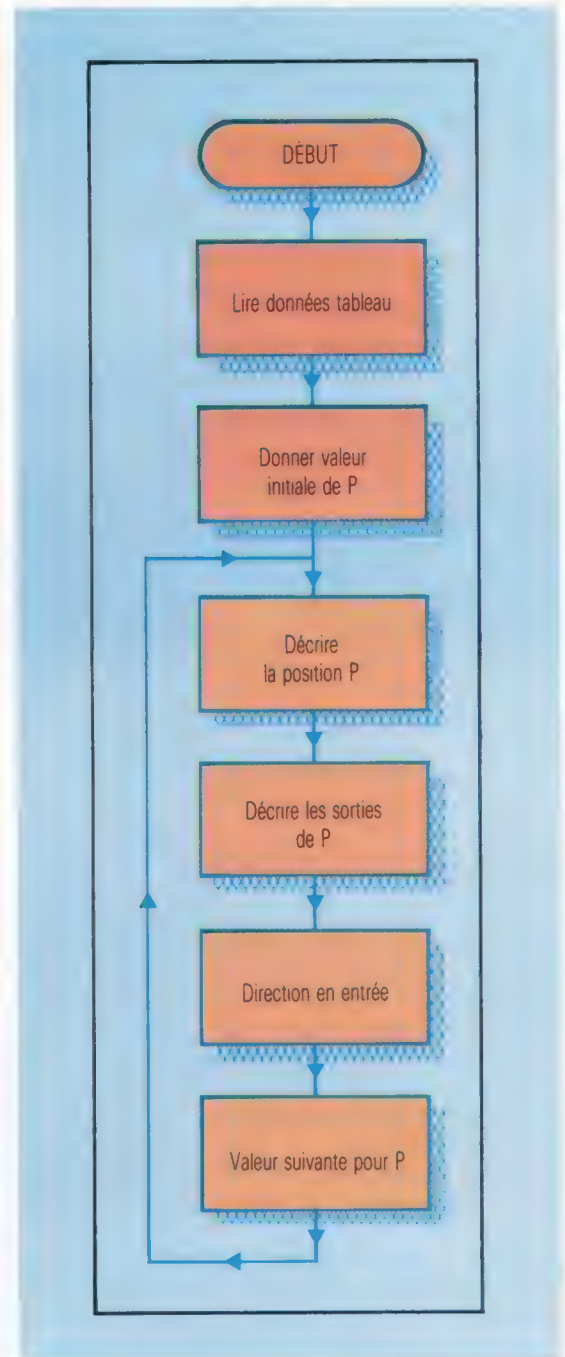 DÉBUT
Lire données tableau
Donner valeur
initiale de P
Décrire
la position P
Décrire les sorties
de P
Direction en entrée
Valeur suivante pour P